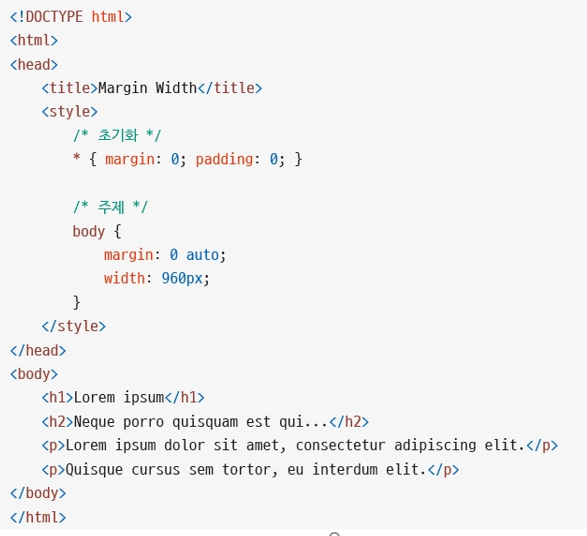 <!DOCTYPE html>
<html>
<head>
    <title>Margin Width</title>
    <style>
        /* 초기화 */
        * { margin: 0; padding: 0; }

        /* 주제 */
        body {
            margin: 0 auto;
            width: 960px;
        }
    </style>
</head>
<body>
    <h1>Lorem ipsum</h1>
    <h2>Neque porro quisquam est qui...</h2>
    <p>Lorem ipsum dolor sit amet, consectetur adipiscing elit.</p>
    <p>Quisque cursus sem tortor, eu interdum elit.</p>
</body>
</html>